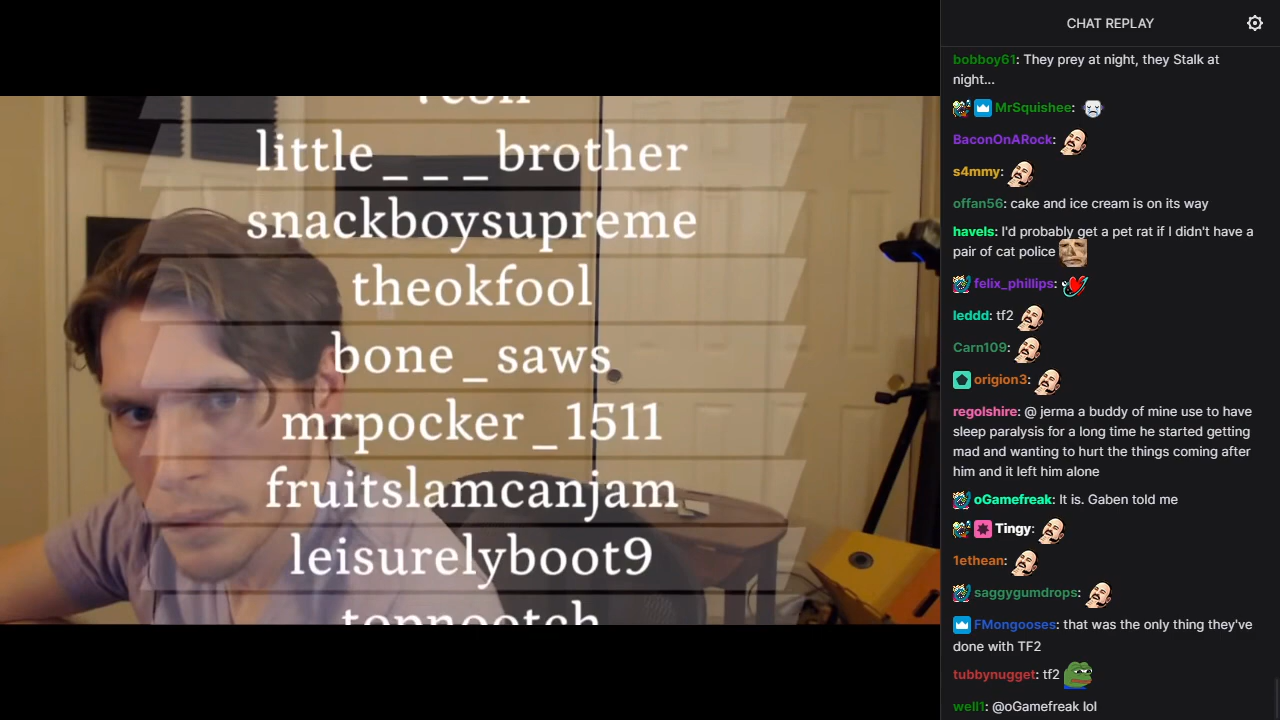 little___brother
snackboysupreme
theokfool
bone_saws
mrpocker_1511
fruitslamcanjam
leisurelyboot9
topnootch
CHAT REPLAY
bobboy61: They prey at night, they Stalk at
night...
MrSquishee:
BaconOnARock:
s4mmy:
offan56: cake and ice cream is on its way
havels: I'd probably get a pet rat if I didn't have a
pair of cat police
felix_phillips:
leddd: tf2
Carn109:
origion3:
regolshire: @ jerma a buddy of mine use to have
sleep paralysis for a long time he started getting
mad and wanting to hurt the things coming after
him and it left him alone
oGamefreak: It is. Gaben told me
Tingy:
1ethean:
saggygumdrops:
FMongooses: that was the only thing they've
done with TF2
tubbynugget: tf2
well1: @oGamefreak lol